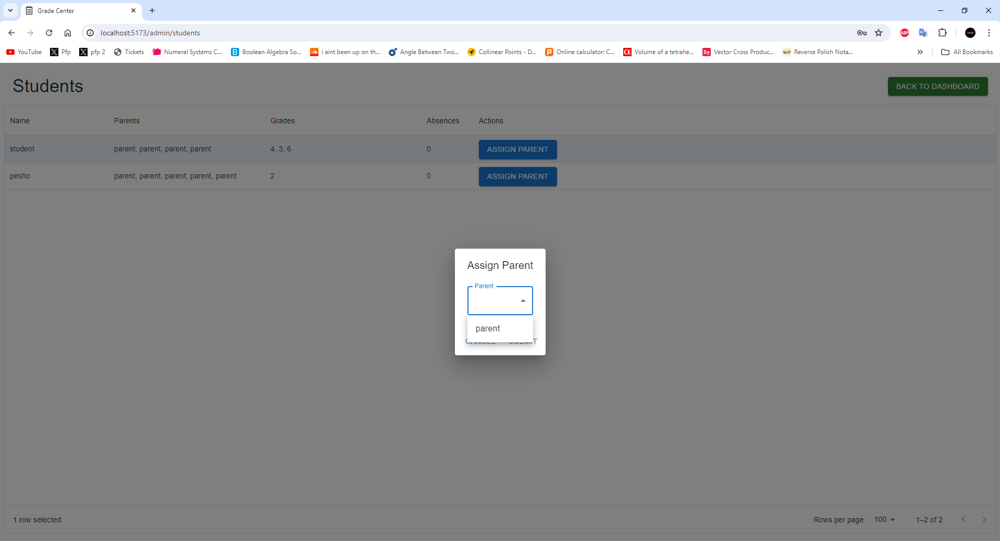 Grade Center
localhost:5173/admin/students
ABP
YouTube
Pfp
pfp 2
Tickets
Numeral Systems C...
Boolean Algebra So...
i aint been up on th...
Angle Between Two...
Collinear Points - D...
Online calculator: C...
Volume of a tetrahe...
Sy
Vector Cross Produc...
Reverse Polish Nota...
All Bookmarks
Students
BACK TO DASHBOARD
Name Parents Grades Absences Actions
student parent, parent, parent, parent 4, 3, 6 0 ASSIGN PARENT
pesho parent, parent, parent, parent, parent 2 0 ASSIGN PARENT
Assign Parent
Parent
parent
CANCEL SUBMIT
1 row selected
Rows per page: 100 1–2 of 2